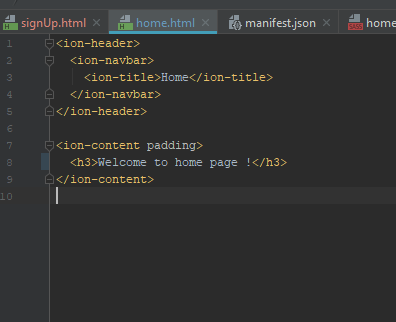 signUp.html home.html manifest.json home
1 <ion-header>
2 <ion-navbar>
3 <ion-title>Home</ion-title>
4 </ion-navbar>
5 </ion-header>
6
7 <ion-content padding>
8 <h3>Welcome to home page !</h3>
9 </ion-content>
10